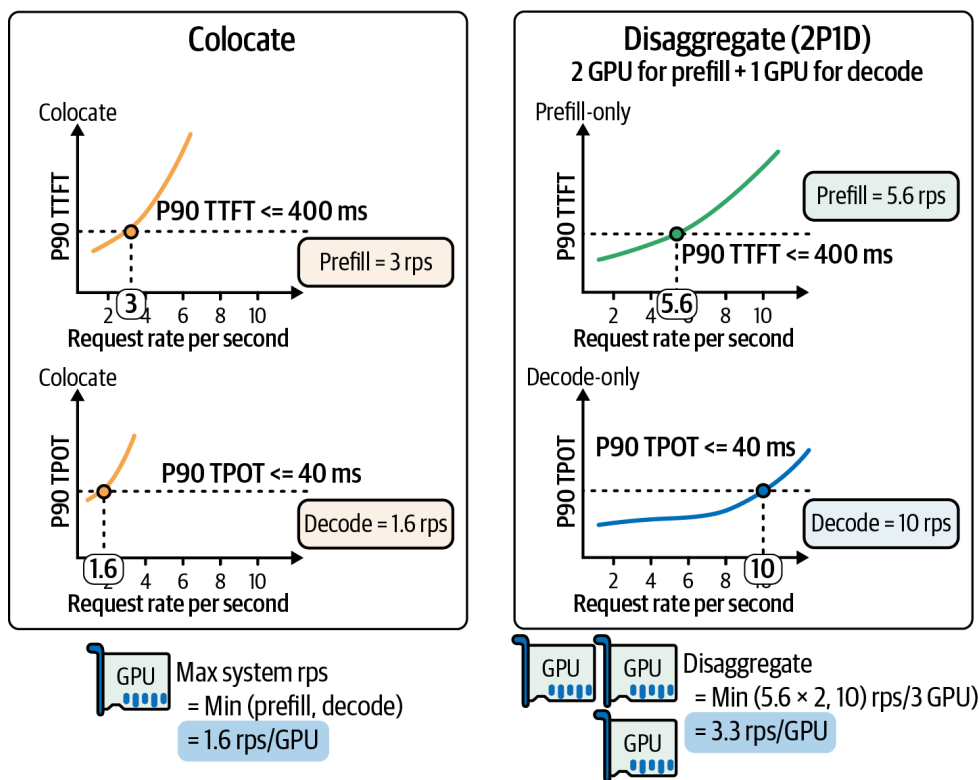 Colocate
Colocate
P90 TTFT
P90 TTFT <= 400 ms
Prefill = 3 rps
2 4 6 8 10
3
Request rate per second
Colocate
P90 TPOT
P90 TPOT <= 40 ms
Decode = 1.6 rps
2 4 6 8 10
1.6
Request rate per second
GPU
Max system rps
= Min (prefill, decode)
= 1.6 rps/GPU
Disaggregate (2P1D)
2 GPU for prefill + 1 GPU for decode
Prefill-only
P90 TTFT
Prefill = 5.6 rps
P90 TTFT <= 400 ms
2 4 6 8 10
5.6
Request rate per second
Decode-only
P90 TPOT
P90 TPOT <= 40 ms
Decode = 10 rps
2 4 6 8 10
10
Request rate per second
GPU GPU
GPU
Disaggregate
= Min (5.6 × 2, 10) rps/3 GPU)
= 3.3 rps/GPU